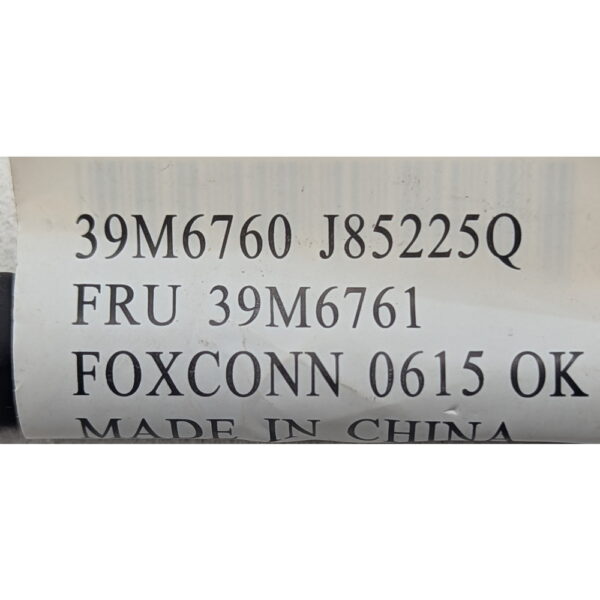 39M6760 J85225Q
FRU 39M6761
FOXCONN 0615 OK
MADE IN CHINA